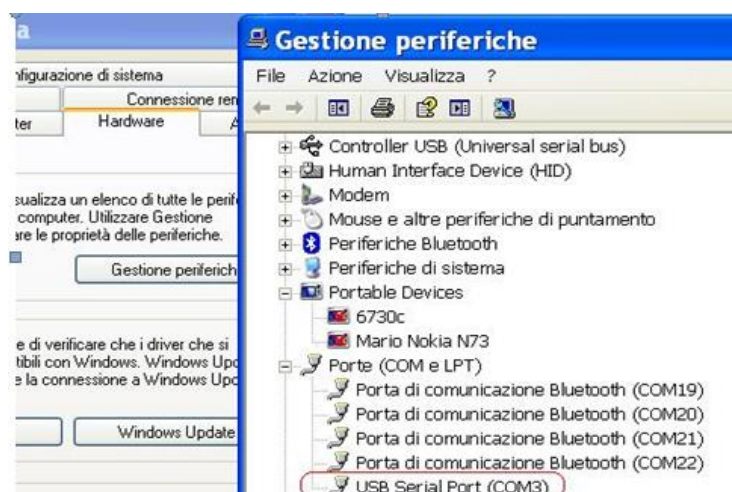 a
nfigurazione di sistema
Connessione ren
ter
Hardware
A
sualizza un elenco di tutte le perif
computer. Utilizzare Gestione
are le proprietà delle periferiche.
Gestione periferich
e di verificare che i driver che si
tibili con Windows. Windows Upd
e la connessione a Windows Upd
Windows Update
Gestione periferiche
File Azione Visualizza ?
Controller USB (Universal serial bus)
Human Interface Device (HID)
Modem
Mouse e altre periferiche di puntamento
Periferiche Bluetooth
Periferiche di sistema
Portable Devices
6730c
Mario Nokia N73
Porte (COM e LPT)
Porta di comunicazione Bluetooth (COM19)
Porta di comunicazione Bluetooth (COM20)
Porta di comunicazione Bluetooth (COM21)
Porta di comunicazione Bluetooth (COM22)
USB Serial Port (COM3)